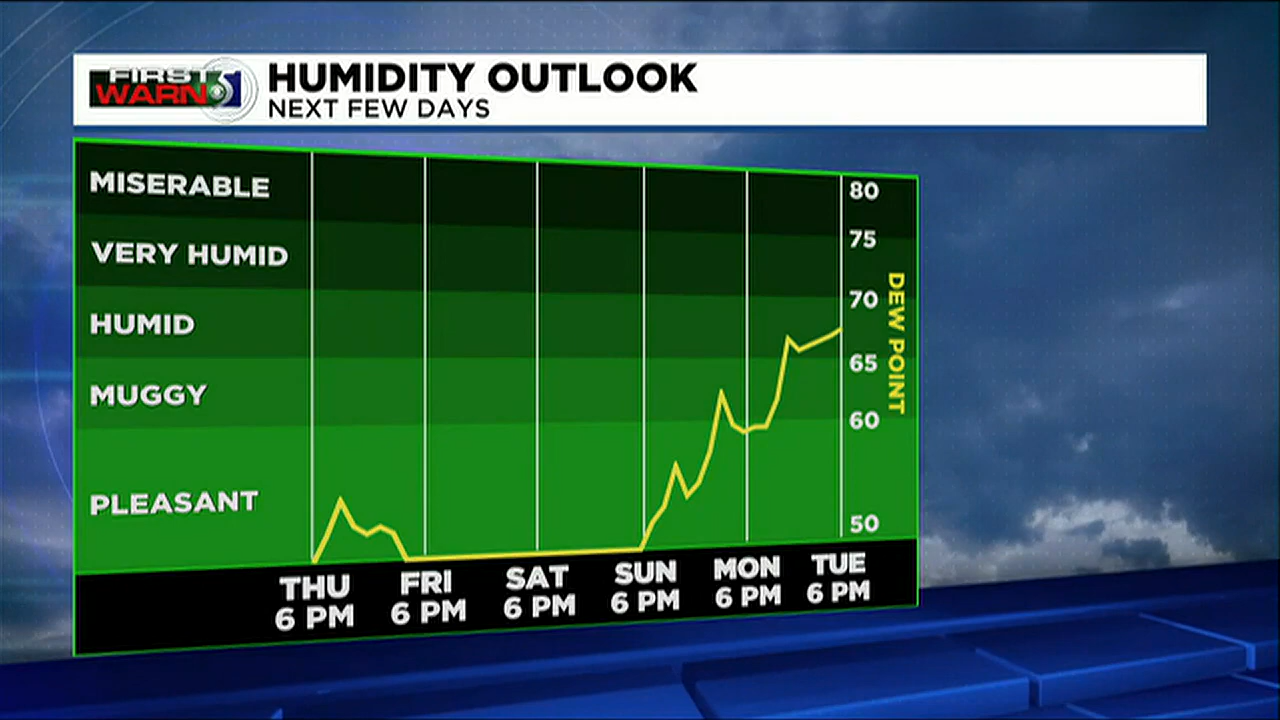 FIRST
WARN 5
HUMIDITY OUTLOOK
NEXT FEW DAYS
MISERABLE
80
VERY HUMID
75
HUMID
70
MUGGY
65
60
PLEASANT
50
DEW POINT
THU FRI SAT SUN MON TUE
6 PM 6 PM 6 PM 6 PM 6 PM 6 PM